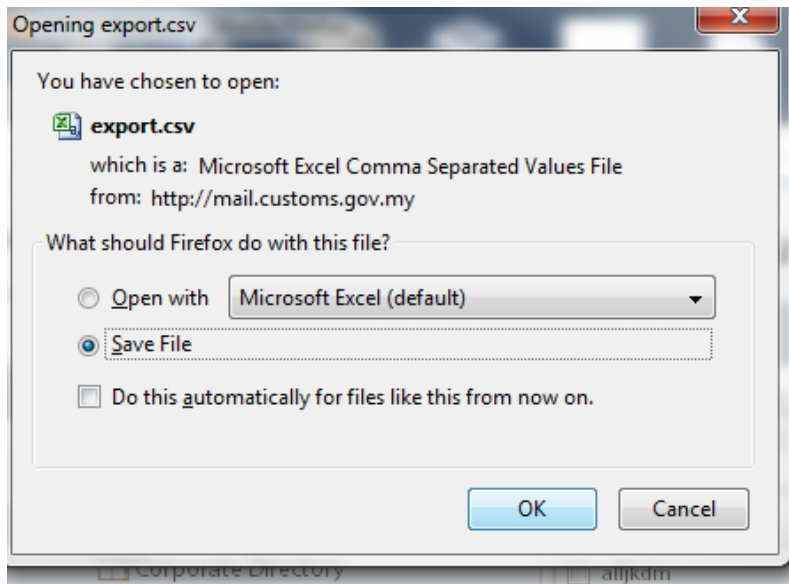 Opening export.csv
X
You have chosen to open:
export.csv
which is a: Microsoft Excel Comma Separated Values File
from: http://mail.customs.gov.my
What should Firefox do with this file?
Open with Microsoft Excel (default)
Save File
Do this automatically for files like this from now on.
OK Cancel
Corporate Directory alljkdm